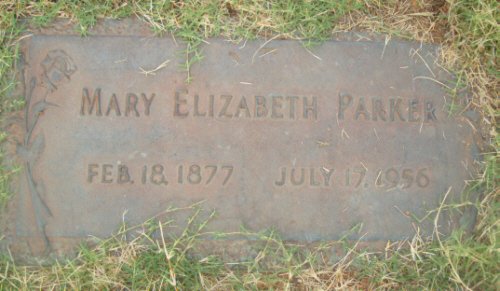 MARY ELIZABETH PARKER
FEB. 18, 1877 JULY 17, 1956